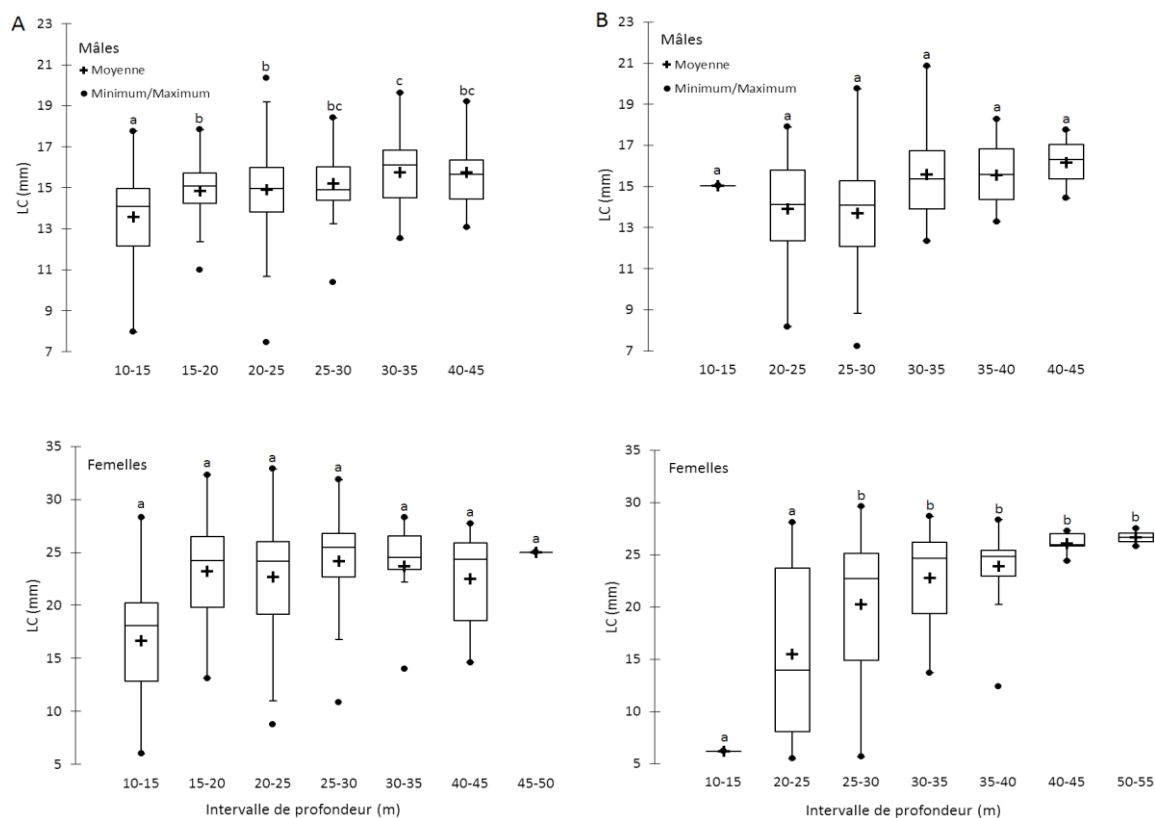 A
Mâles
Moyenne
Minimum/Maximum
LC (mm)
23
21
19
17
15
13
11
9
7
a
b
b
bc
c
bc
10-15 15-20 20-25 25-30 30-35 40-45
B
Mâles
Moyenne
Minimum/Maximum
LC (mm)
23
21
19
17
15
13
11
9
7
a
a
a
a
a
a
10-15 20-25 25-30 30-35 35-40 40-45
Femelles
LC (mm)
35
30
25
20
15
10
5
a
a
a
a
a
a
a
10-15 15-20 20-25 25-30 30-35 40-45 45-50
Intervalle de profondeur (m)
Femelles
LC (mm)
35
30
25
20
15
10
5
a
a
b
b
b
b
b
10-15 20-25 25-30 30-35 35-40 40-45 50-55
Intervalle de profondeur (m)